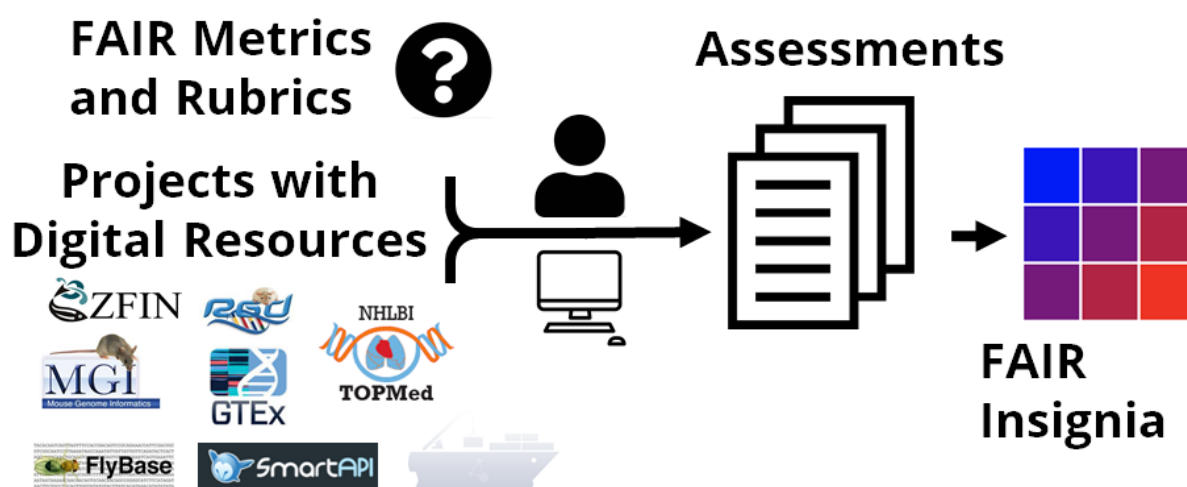 FAIR Metrics
and Rubrics
?
Assessments
Projects with
Digital Resources
ZFIN
RGD
NHLBI
TOPMed
MGI
Mouse Genome Informatics
GTEx
FlyBase
SmartAPI
FAIR
Insignia